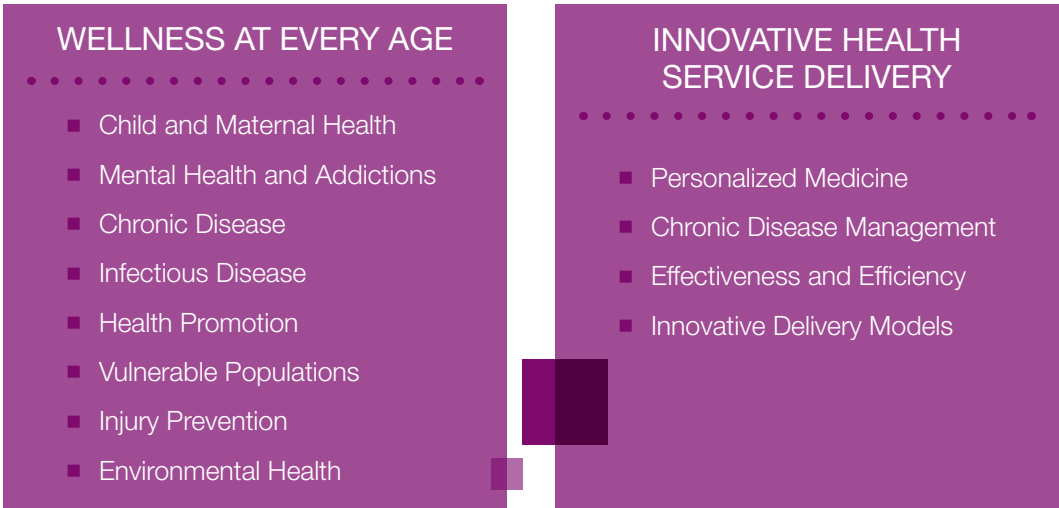 WELLNESS AT EVERY AGE
■ Child and Maternal Health
■ Mental Health and Addictions
■ Chronic Disease
■ Infectious Disease
■ Health Promotion
■ Vulnerable Populations
■ Injury Prevention
■ Environmental Health
INNOVATIVE HEALTH
SERVICE DELIVERY
■ Personalized Medicine
■ Chronic Disease Management
■ Effectiveness and Efficiency
■ Innovative Delivery Models